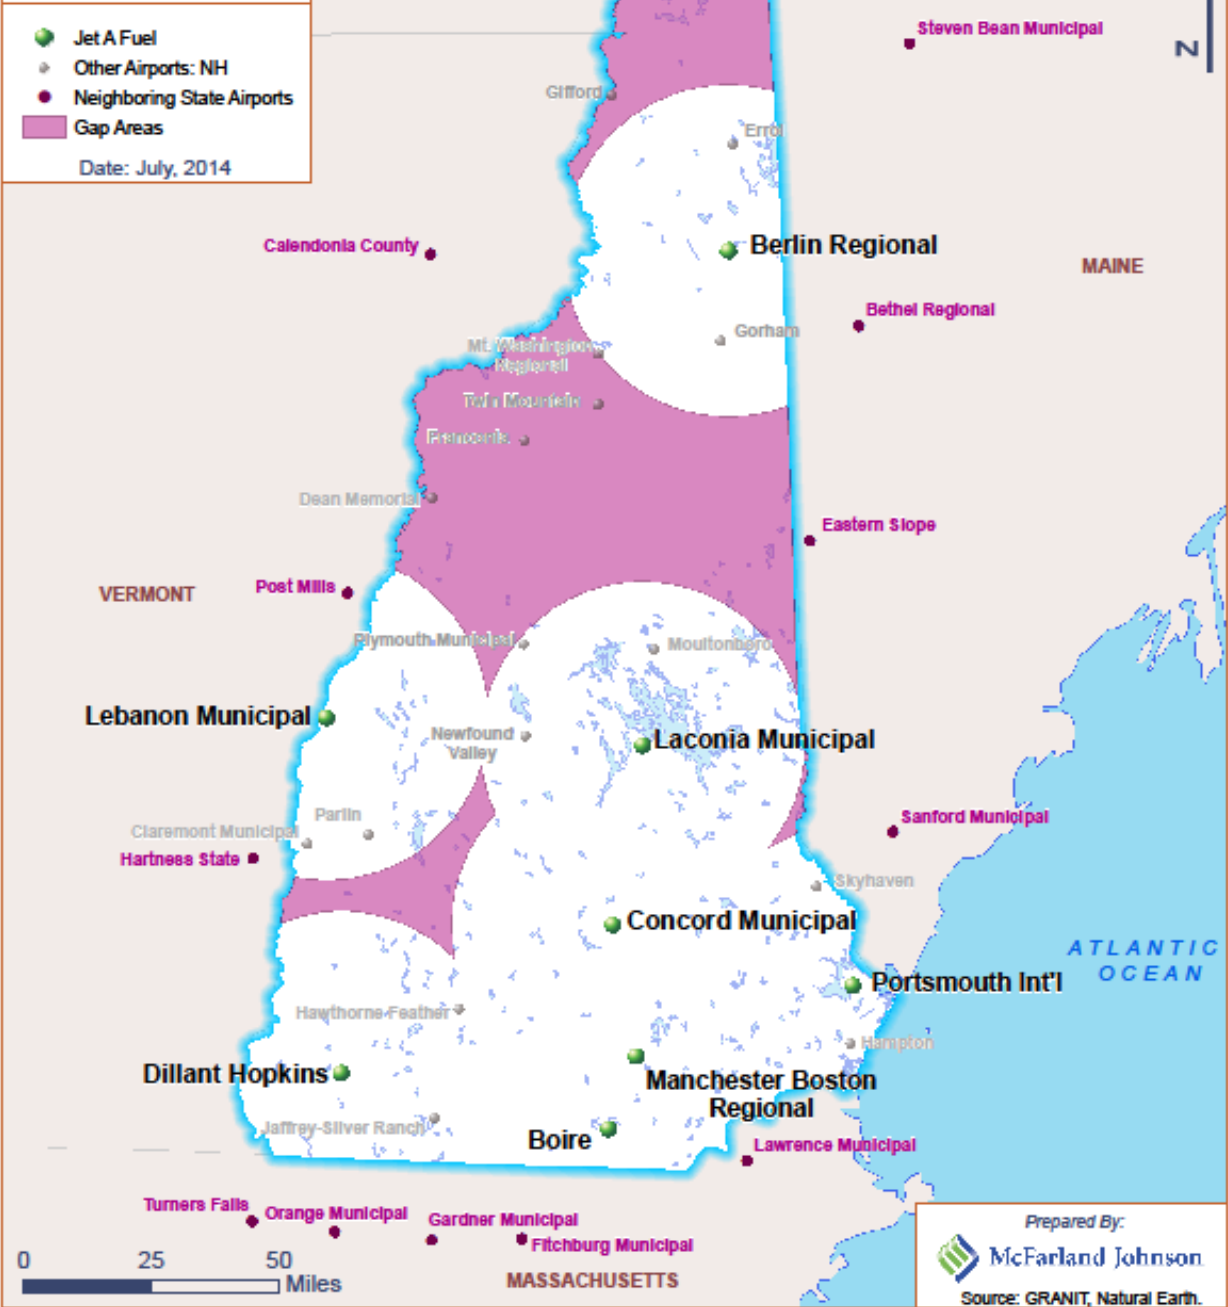 Jet A Fuel
Other Airports: NH
Neighboring State Airports
Gap Areas
Date: July, 2014
Steven Bean Municipal
N
Gifford
Errol
Calendonia County
Berlin Regional
MAINE
Bethel Regional
Gorham
Mt. Washington
Regional
Twin Mountain
Franconia
Dean Memorial
Eastern Slope
VERMONT
Post Mills
Plymouth Municipal
Moultonboro
Lebanon Municipal
Newfound
Valley
Laconia Municipal
Parlin
Claremont Municipal
Hartness State
Sanford Municipal
Skyhaven
Concord Municipal
ATLANTIC
OCEAN
Portsmouth Int'l
Hawthorne Feather
Hampton
Dillant Hopkins
Manchester Boston
Regional
Jaffrey-Silver Ranch
Boire
Lawrence Municipal
Turners Falls
Orange Municipal
Gardner Municipal
Fitchburg Municipal
0 25 50
Miles
MASSACHUSETTS
Prepared By:
McFarland Johnson
Source: GRANIT, Natural Earth.